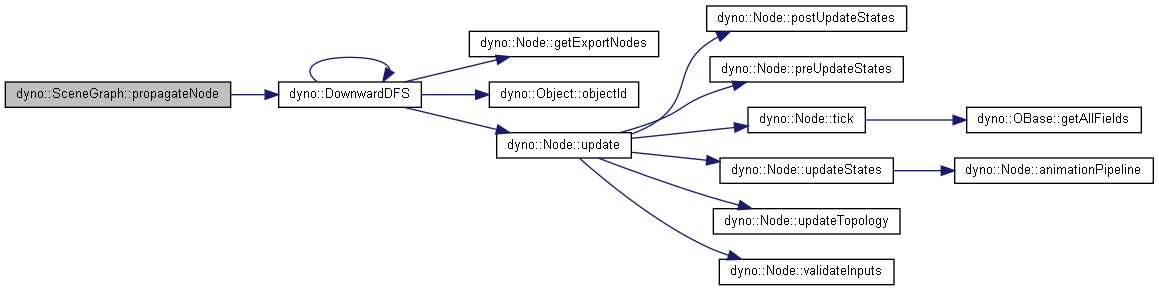 dyno::SceneGraph::propagateNode
dyno::DownwardDFS
dyno::Node::getExportNodes
dyno::Object::objectId
dyno::Node::update
dyno::Node::postUpdateStates
dyno::Node::preUpdateStates
dyno::Node::tick
dyno::OBase::getAllFields
dyno::Node::updateStates
dyno::Node::animationPipeline
dyno::Node::updateTopology
dyno::Node::validateInputs